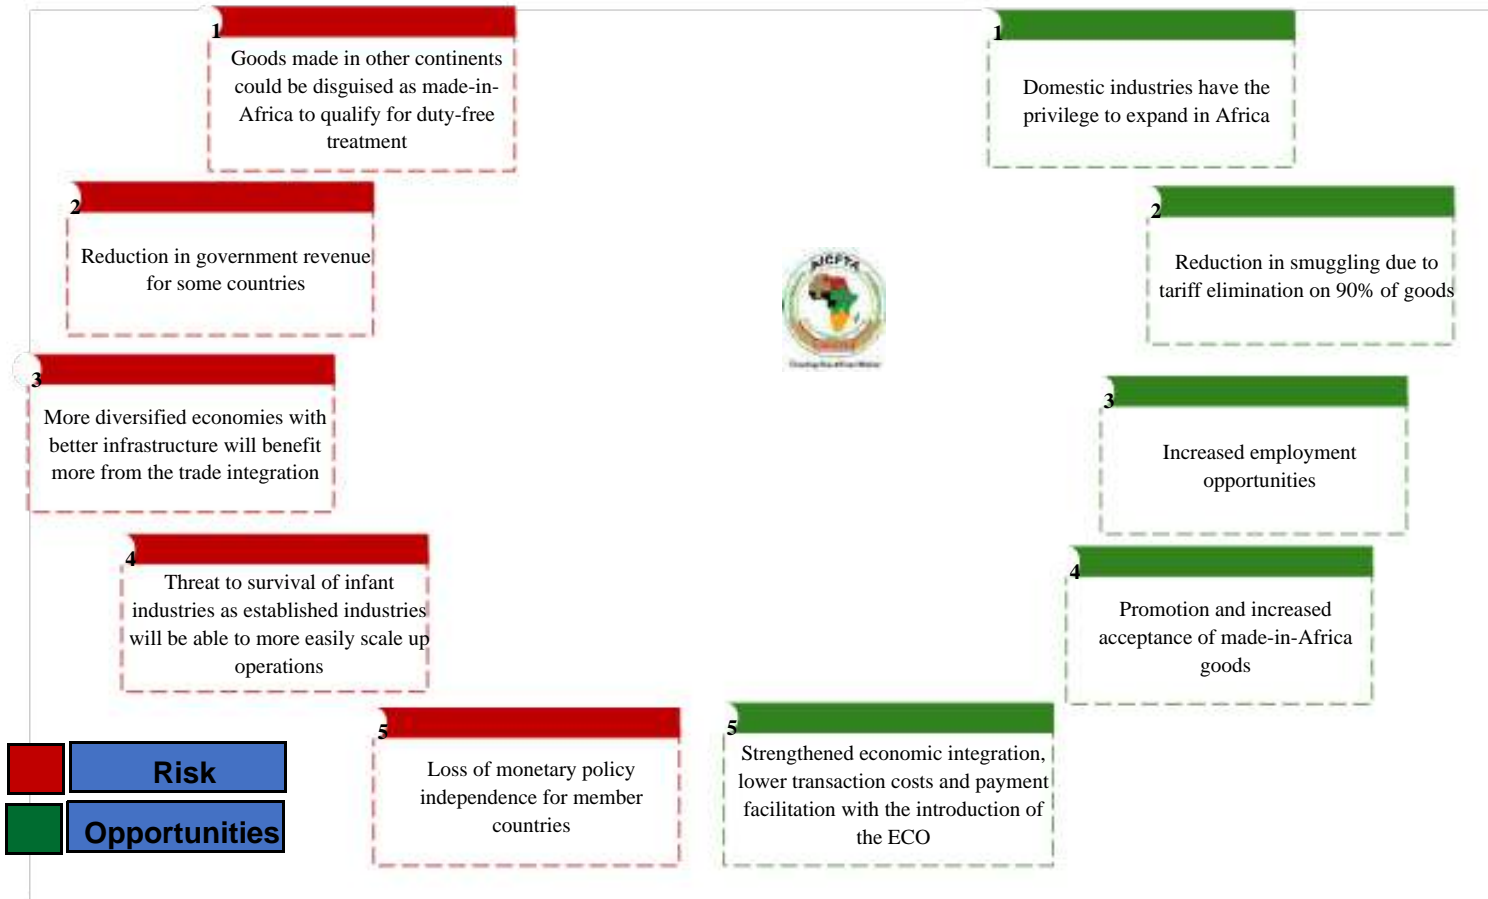 1
Goods made in other continents
could be disguised as made-in-
Africa to qualify for duty-free
treatment
2
Reduction in government revenue
for some countries
3
More diversified economies with
better infrastructure will benefit
more from the trade integration
4
Threat to survival of infant
industries as established industries
will be able to more easily scale up
operations
5
Loss of monetary policy
independence for member
countries
1
Domestic industries have the
privilege to expand in Africa
2
Reduction in smuggling due to
tariff elimination on 90% of goods
3
Increased employment
opportunities
4
Promotion and increased
acceptance of made-in-Africa
goods
5
Strengthened economic integration,
lower transaction costs and payment
facilitation with the introduction of
the ECO
AfCFTA
Risk
Opportunities